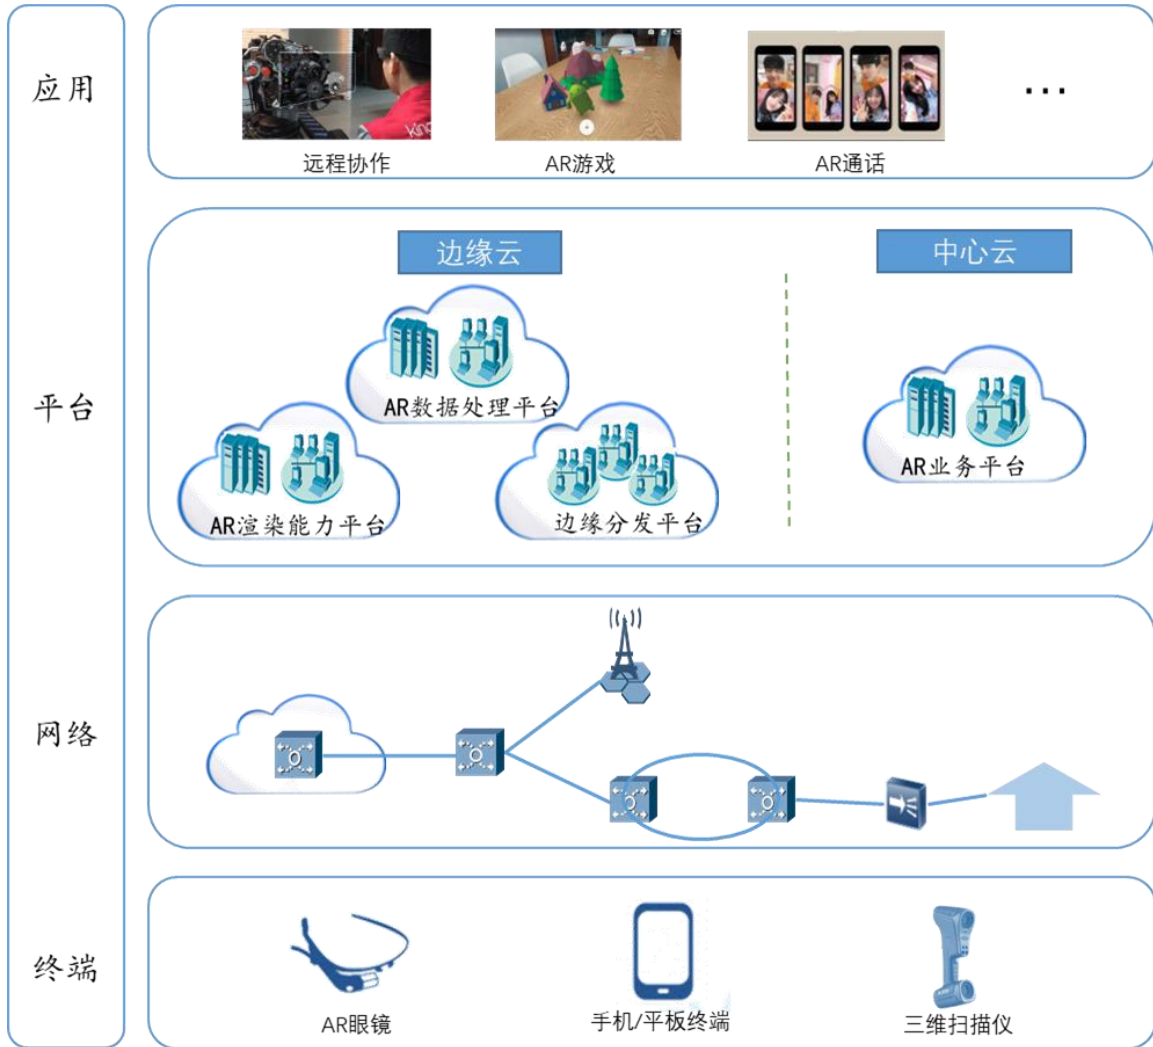 应用
远程协作
AR游戏
AR通话
...
平台
边缘云
中心云
AR数据处理平台
AR渲染能力平台
边缘分发平台
AR业务平台
网络
终端
AR眼镜
手机/平板终端
三维扫描仪